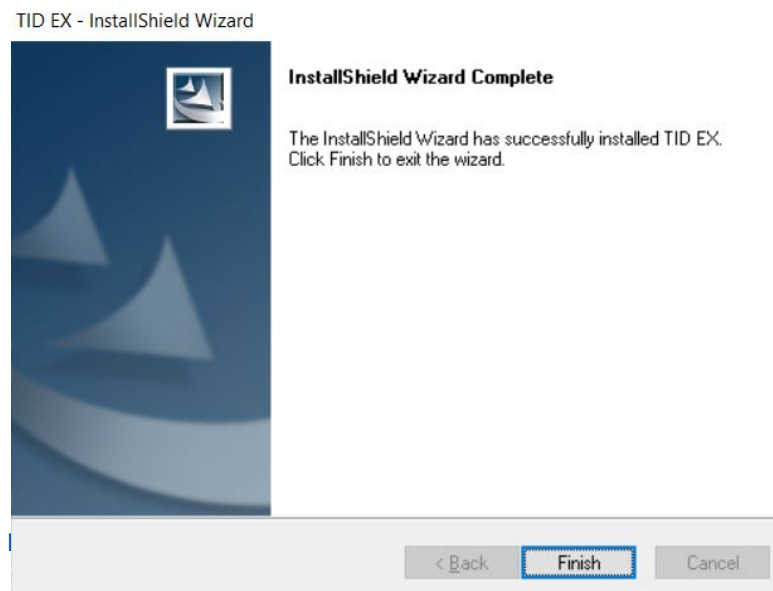 TID EX - InstallShield Wizard
InstallShield Wizard Complete
The InstallShield Wizard has successfully installed TID EX.
Click Finish to exit the wizard.
< Back
Finish
Cancel